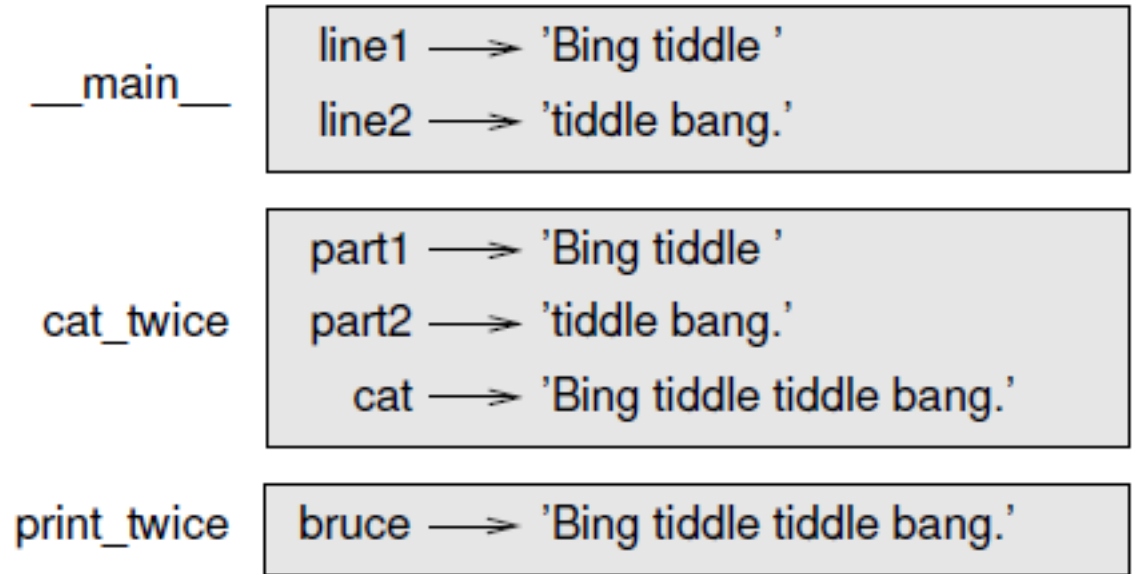 __main__
line1 ’Bing tiddle ’
line2 ’tiddle bang.’
cat_twice
part1 ’Bing tiddle ’
part2 ’tiddle bang.’
cat ’Bing tiddle tiddle bang.’
print_twice
bruce ’Bing tiddle tiddle bang.’